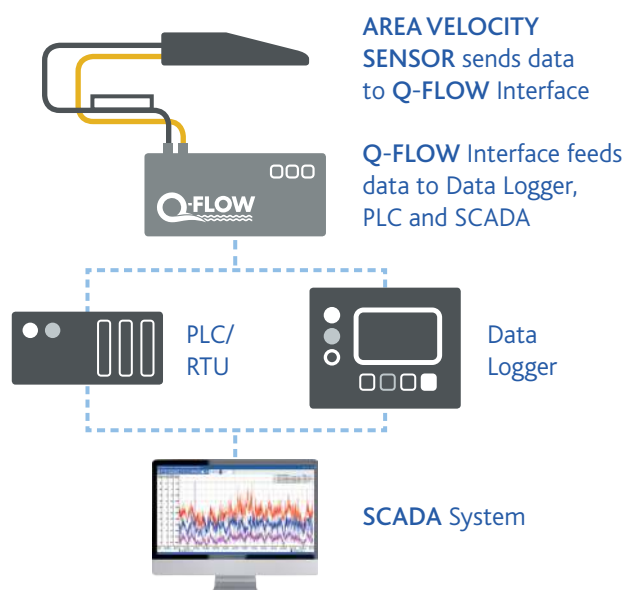 AREA VELOCITY
SENSOR sends data
to Q-FLOW Interface
Q-FLOW Interface feeds
data to Data Logger,
PLC and SCADA
Q-FLOW
PLC/
RTU
Data
Logger
SCADA System